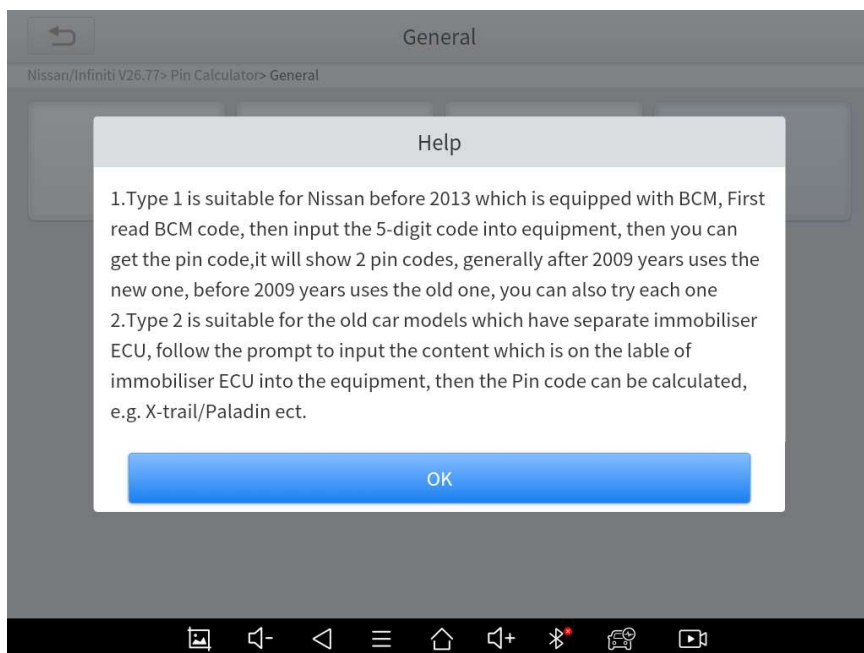 General
Nissan/Infiniti V26.77> Pin Calculator> General
Help
1.Type 1 is suitable for Nissan before 2013 which is equipped with BCM, First
read BCM code, then input the 5-digit code into equipment, then you can
get the pin code,it will show 2 pin codes, generally after 2009 years uses the
new one, before 2009 years uses the old one, you can also try each one
2.Type 2 is suitable for the old car models which have separate immobiliser
ECU, follow the prompt to input the content which is on the lable of
immobiliser ECU into the equipment, then the Pin code can be calculated,
e.g. X-trail/Paladin ect.
OK